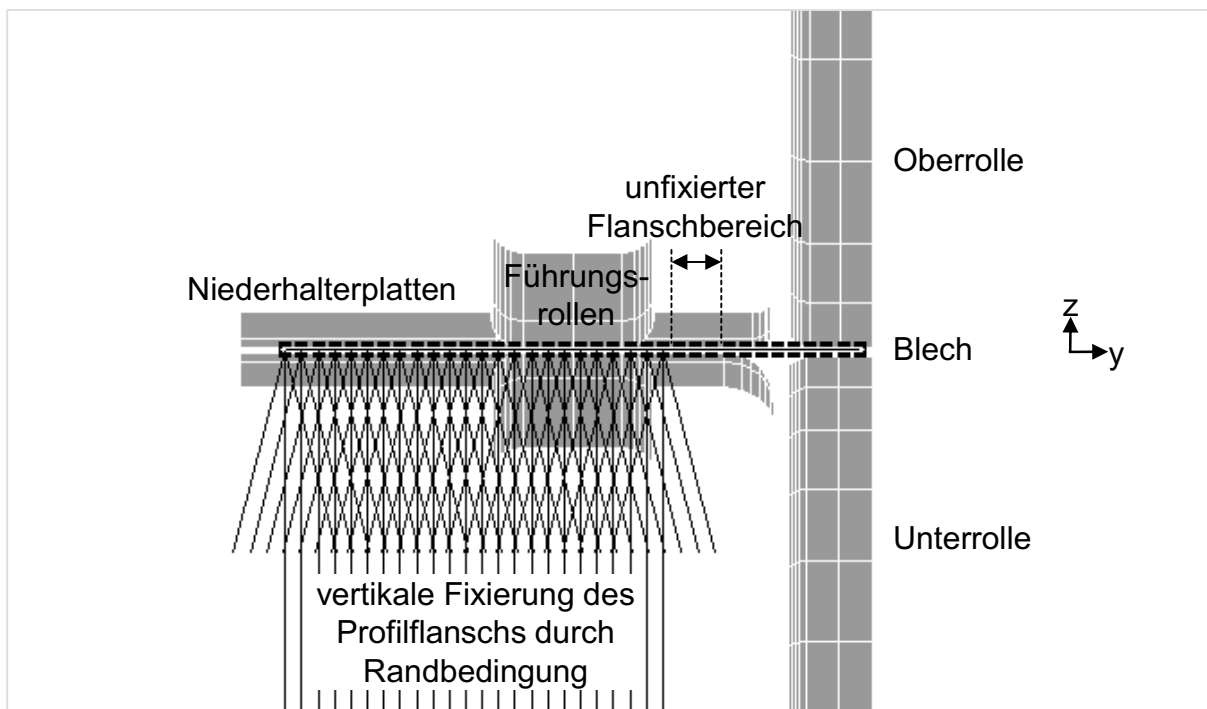 Oberrolle
unfixierter
Flanschbereich
Führungs-
rollen
Niederhalterplatten
z
y
Blech
Unterrolle
vertikale Fixierung des
Profilflanschs durch
Randbedingung